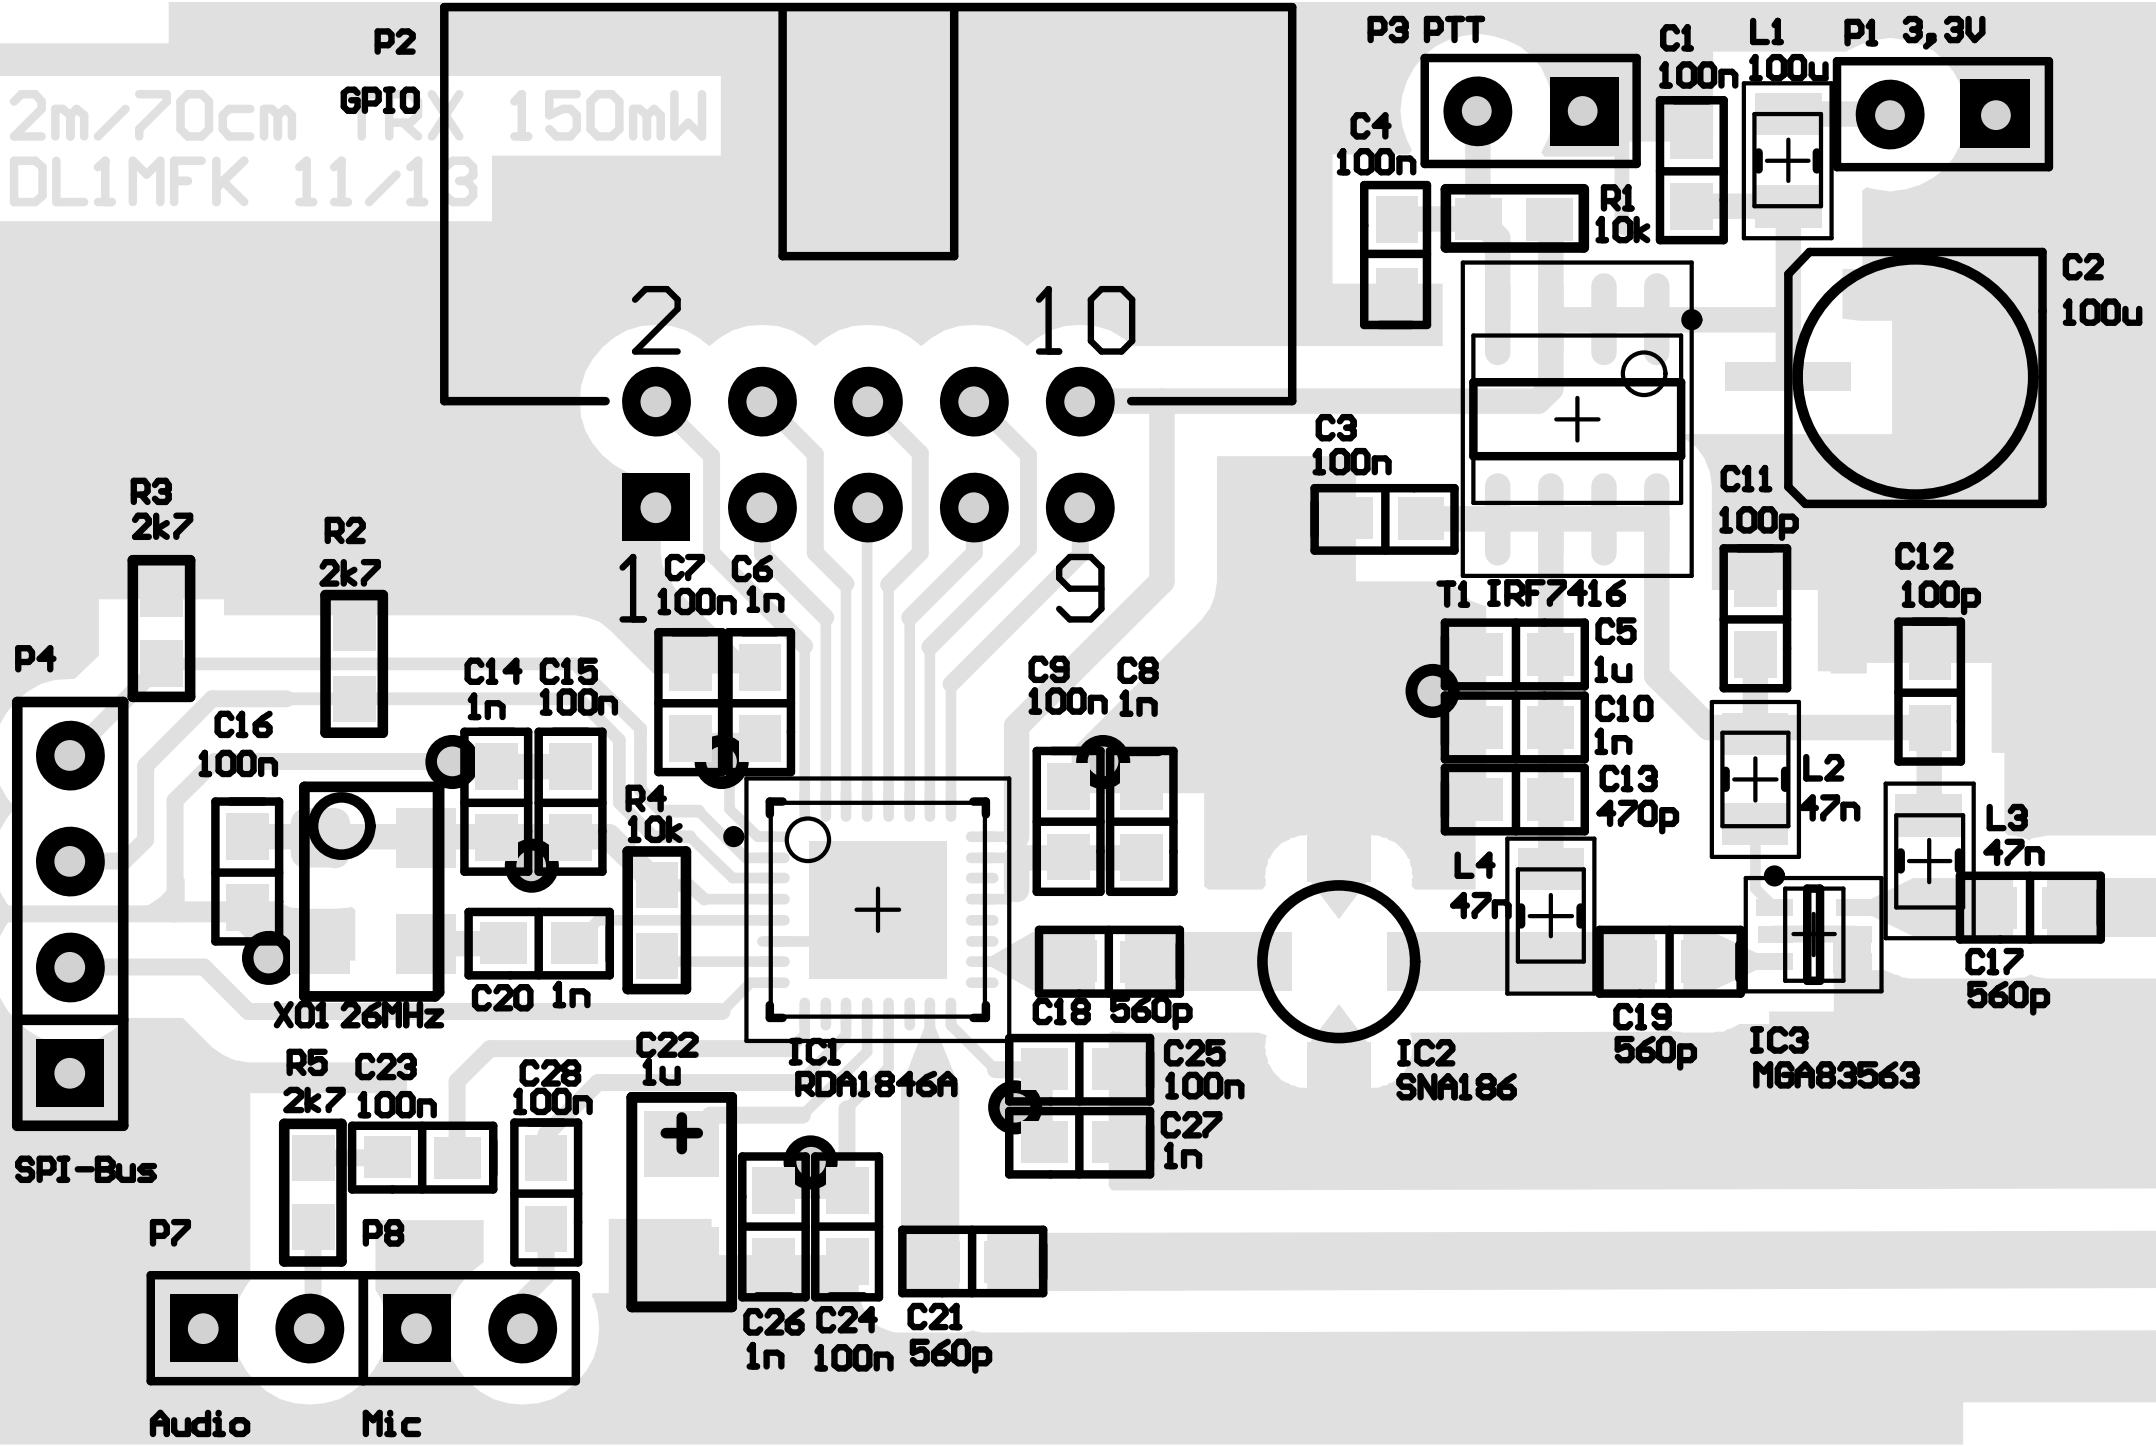 P2
GPIO
2m/70cm TRX 150mW
DL1MFK 11/13
P3 PTT
C1
100n
L1
100u
P1 3,3V
C4
100n
R1
10k
C2
100u
2
10
1
9
C3
100n
C11
100p
C12
100p
R3
2k7
R2
2k7
C7
100n
C6
1n
T1 IRF7416
C5
1u
C10
1n
C13
470p
P4
C14
1n
C15
100n
C9
100n
C8
1n
C16
100n
R4
10k
L2
47n
L3
47n
L4
47n
C17
560p
XO1 26MHz
C20 1n
C18 560p
C19
560p
IC1
RDA1846A
IC2
SNA186
IC3
MGA83563
R5
2k7
C23
100n
C28
100n
C22
1u
+
C25
100n
C27
1n
SPI-Bus
P7
P8
C26
1n
C24
100n
C21
560p
Audio
Mic